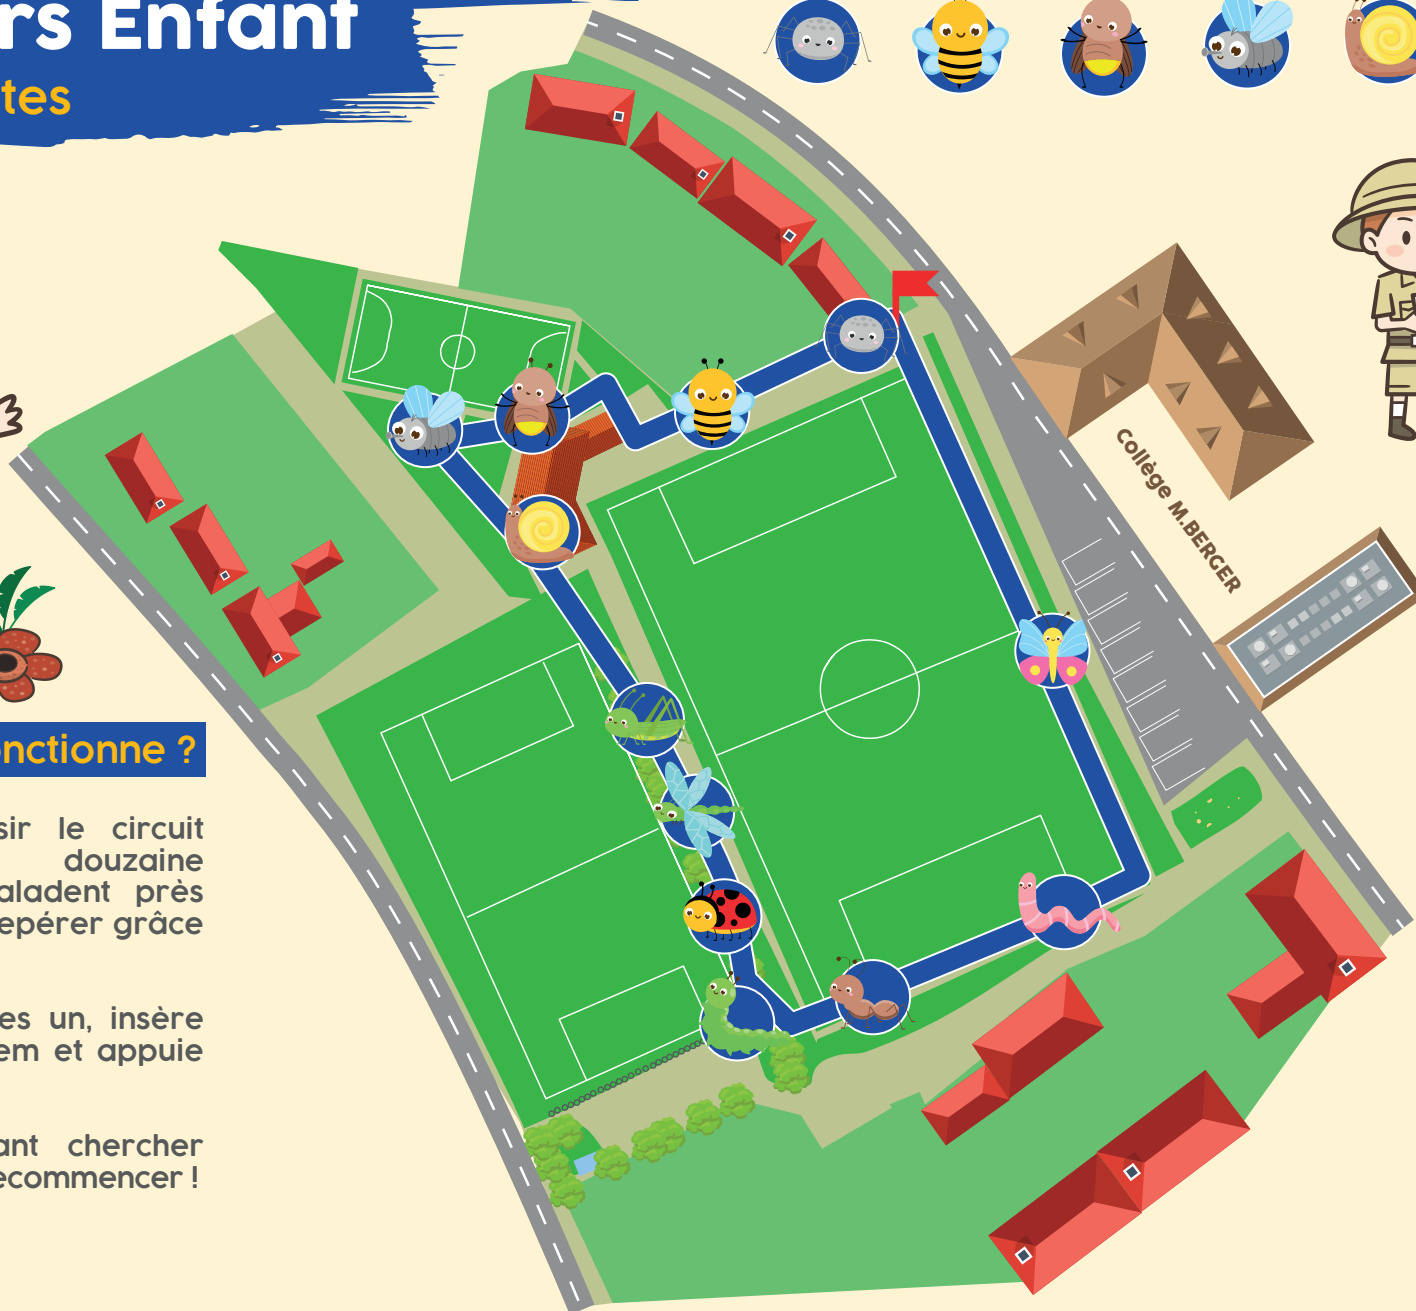 rs Enfant
tes
Collège M.BERGER
onctionne ?
sir le circuit
douzaine
aladent près
epérer grâce
es un, insère
em et appuie
ant chercher
ecommencer !